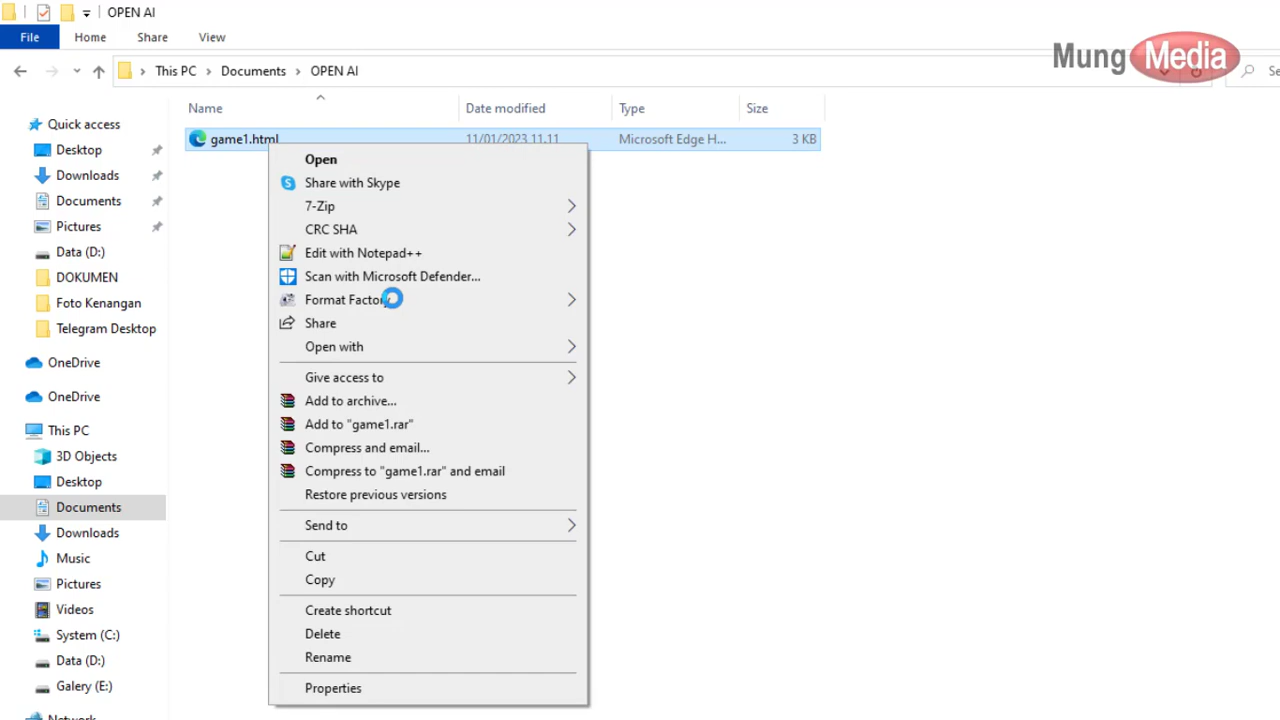 OPEN AI
File Home Share View
Mung Media
This PC Documents OPEN AI
Name Date modified Type Size
Quick access
game1.html 11/01/2023 11.11 Microsoft Edge H... 3 KB
Desktop
Downloads
Documents
Pictures
Data (D:)
DOKUMEN
Foto Kenangan
Telegram Desktop
OneDrive
OneDrive
This PC
3D Objects
Desktop
Documents
Downloads
Music
Pictures
Videos
System (C:)
Data (D:)
Galery (E:)
Network
Open
Share with Skype
7-Zip
CRC SHA
Edit with Notepad++
Scan with Microsoft Defender...
Format Factory
Share
Open with
Give access to
Add to archive...
Add to "game1.rar"
Compress and email...
Compress to "game1.rar" and email
Restore previous versions
Send to
Cut
Copy
Create shortcut
Delete
Rename
Properties